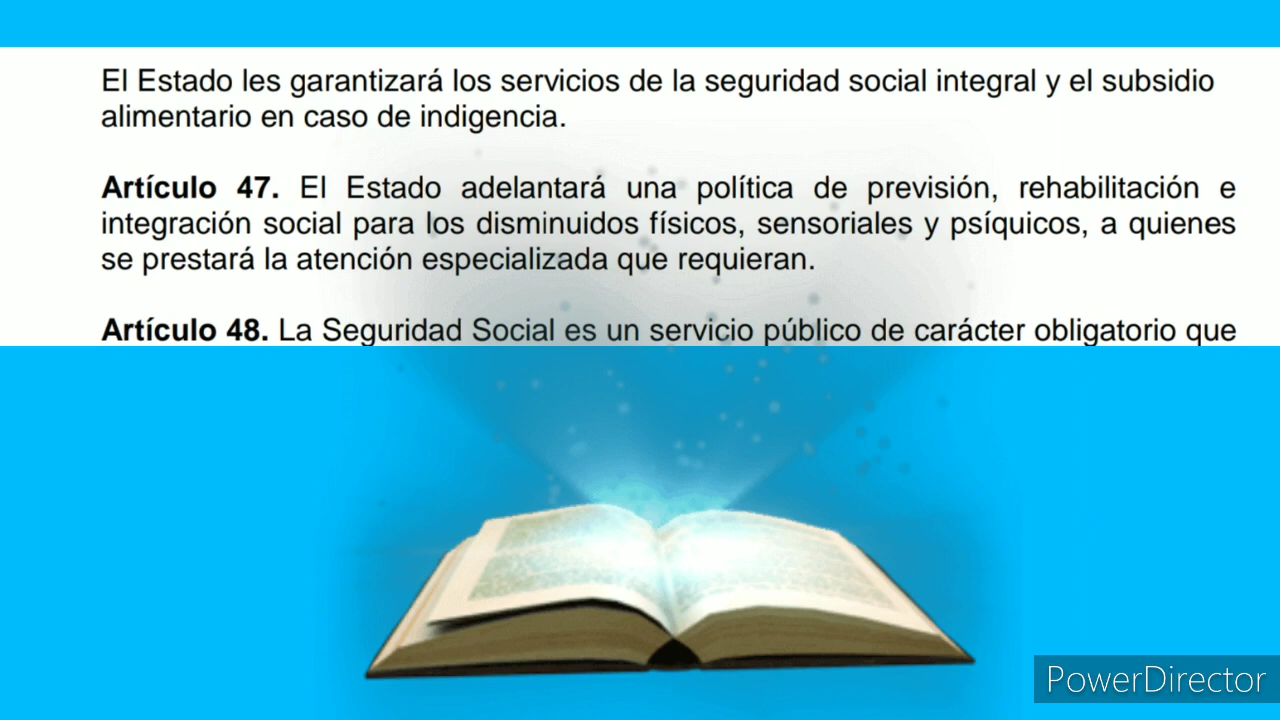 El Estado les garantizará los servicios de la seguridad social integral y el subsidio
alimentario en caso de indigencia.
Artículo 47. El Estado adelantará una política de previsión, rehabilitación e
integración social para los disminuidos físicos, sensoriales y psíquicos, a quienes
se prestará la atención especializada que requieran.
Artículo 48. La Seguridad Social es un servicio público de carácter obligatorio que
PowerDirector